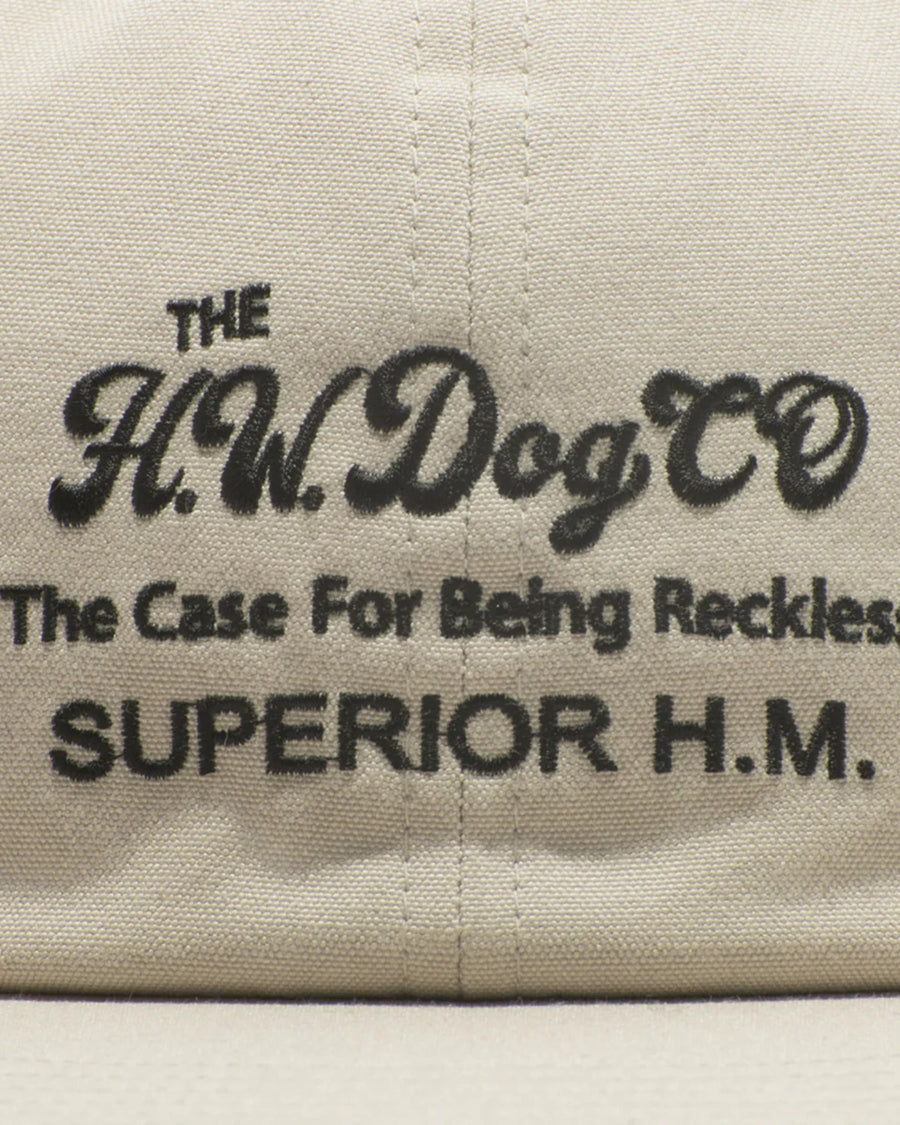 THE
H.W.Dog CO
The Case For Being Reckless
SUPERIOR H.M.